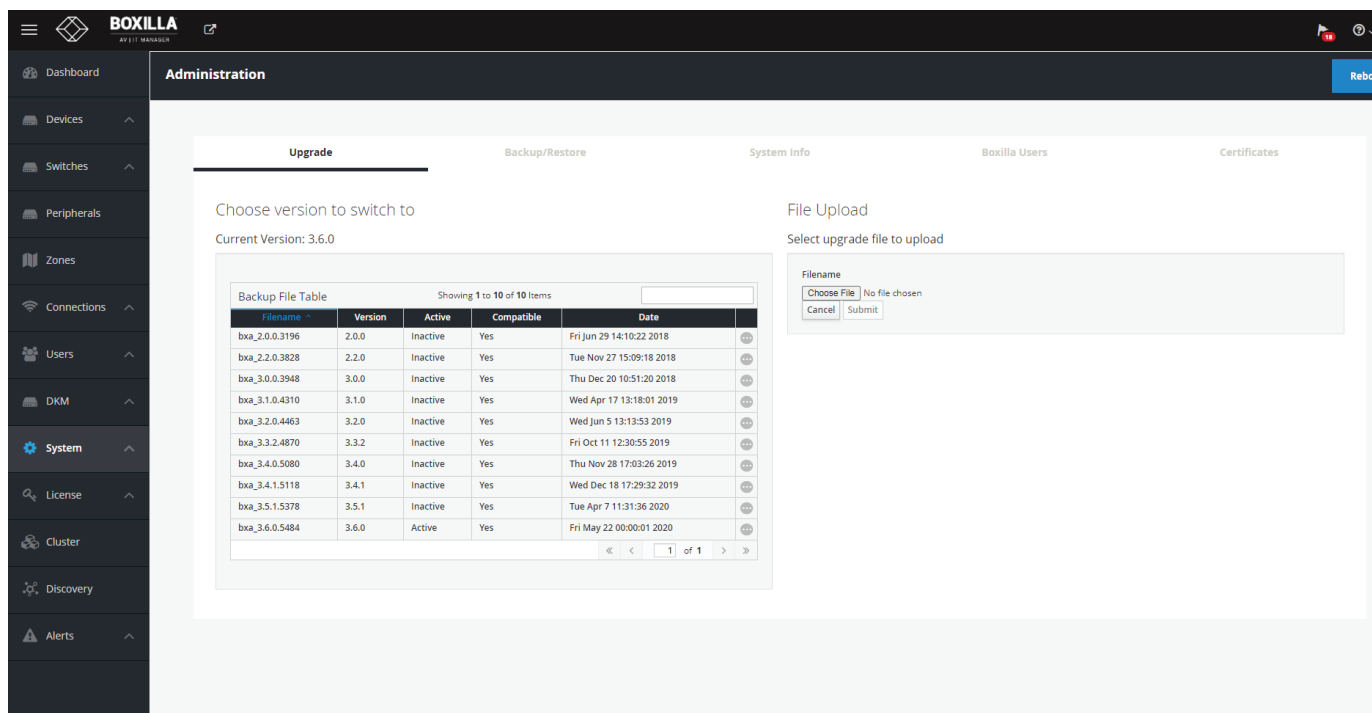 BOXILLA
AV | IT MANAGER
18
Dashboard
Administration
Rebo
Devices
Switches
Peripherals
Zones
Connections
Users
DKM
System
License
Cluster
Discovery
Alerts
Upgrade Backup/Restore System Info Boxilla Users Certificates
Choose version to switch to
Current Version: 3.6.0
Backup File Table Showing 1 to 10 of 10 Items
Filename Version Active Compatible Date
bxa_2.0.0.3196 2.0.0 Inactive Yes Fri Jun 29 14:10:22 2018
bxa_2.2.0.3828 2.2.0 Inactive Yes Tue Nov 27 15:09:18 2018
bxa_3.0.0.3948 3.0.0 Inactive Yes Thu Dec 20 10:51:20 2018
bxa_3.1.0.4310 3.1.0 Inactive Yes Wed Apr 17 13:18:01 2019
bxa_3.2.0.4463 3.2.0 Inactive Yes Wed Jun 5 13:13:53 2019
bxa_3.3.2.4870 3.3.2 Inactive Yes Fri Oct 11 12:30:55 2019
bxa_3.4.0.5080 3.4.0 Inactive Yes Thu Nov 28 17:03:26 2019
bxa_3.4.1.5118 3.4.1 Inactive Yes Wed Dec 18 17:29:32 2019
bxa_3.5.1.5378 3.5.1 Inactive Yes Tue Apr 7 11:31:36 2020
bxa_3.6.0.5484 3.6.0 Active Yes Fri May 22 00:00:01 2020
1 of 1
File Upload
Select upgrade file to upload
Filename
Choose File No file chosen
Cancel Submit